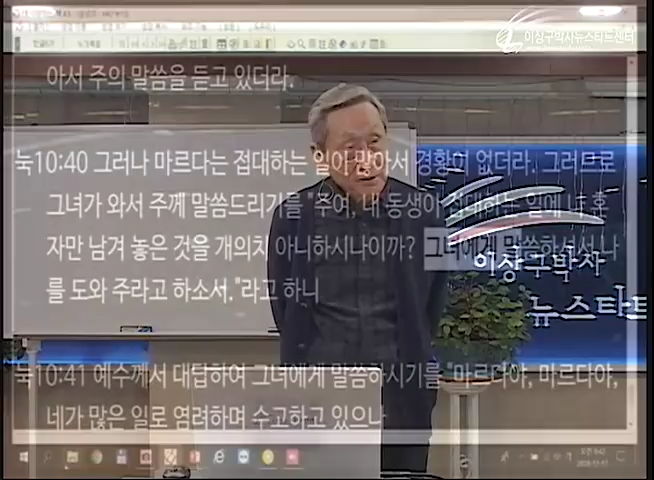 이상구박사뉴스타트센터
아서 주의 말씀을 듣고 있더라.
눅10:40 그러나 마르다는 접대하는 일이 많아서 경황이 없더라. 그러므로
그녀가 와서 주께 말씀드리기를 "주여, 내 동생이 접대하는 일에 나 혼
자만 남겨 놓은 것을 개의치 아니하시나이까? 그녀에게 말씀하셔서 나
를 도와 주라고 하소서."라고 하니
이상구박사
뉴스타트
눅10:41 예수께서 대답하여 그녀에게 말씀하시기를 "마르다야, 마르다야,
네가 많은 일로 염려하며 수고하고 있으나